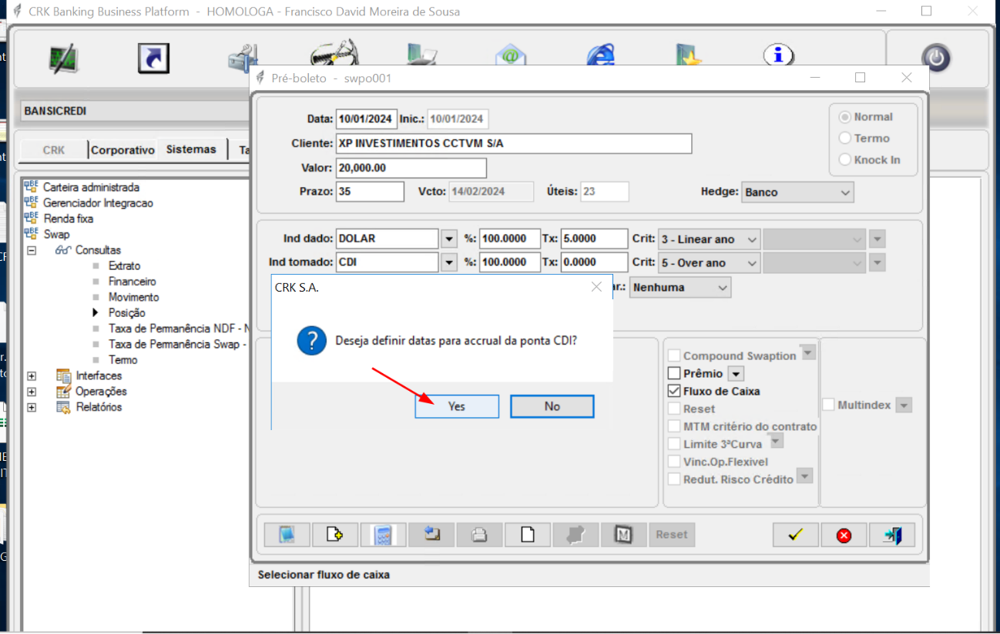 CRK Banking Business Platform - HOMOLOGA - Francisco David Moreira de Sousa
BANSICREDI
CRK Corporativo Sistemas Ta
Carteira administrada
Gerenciador Integracao
Renda fixa
Swap
Consultas
Extrato
Financeiro
Movimento
Posição
Taxa de Permanência NDF - N
Taxa de Permanência Swap -
Termo
Interfaces
Operações
Relatórios
Pré-boleto - swpo001
Data: 10/01/2024 Inic.: 10/01/2024
Cliente: XP INVESTIMENTOS CCTVM S/A
Valor: 20,000.00
Prazo: 35 Vcto: 14/02/2024 Úteis: 23 Hedge: Banco
Normal
Termo
Knock In
Ind dado: DOLAR %: 100.0000 Tx: 5.0000 Crit: 3 - Linear ano
Ind tomado: CDI %: 100.0000 Tx: 0.0000 Crit: 5 - Over ano
ar.: Nenhuma
CRK S.A.
Deseja definir datas para accrual da ponta CDI?
Yes No
Compound Swaption
Prêmio
Fluxo de Caixa
Reset
MTM critério do contrato
Limite 3ªCurva
Vinc.Op.Flexivel
Redut. Risco Crédito
Multindex
M
Reset
Selecionar fluxo de caixa